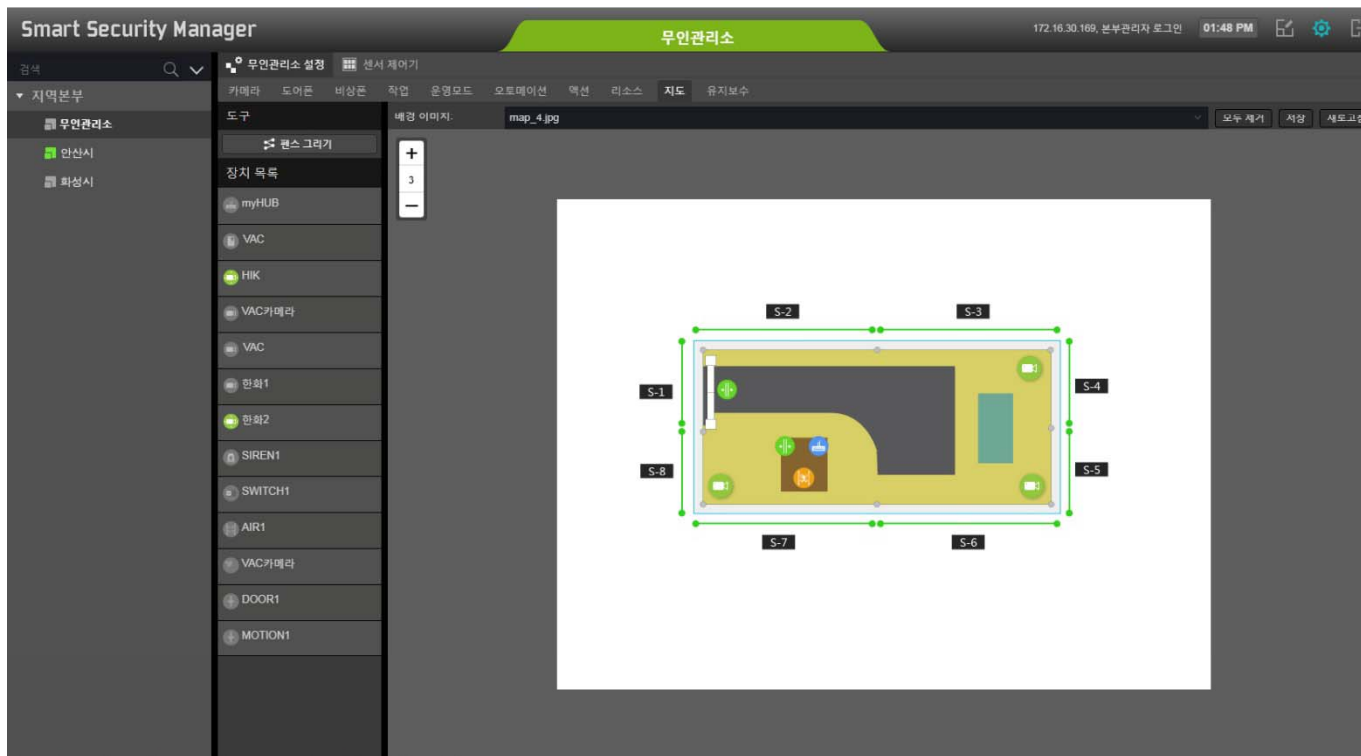 Smart Security Manager
무인관리소
172.16.30.169, 본부관리자 로그인
01:48 PM
검색
무인관리소 설정
센서 제어기
지역본부
카메라 도어폰 비상폰 작업 운영모드 오토메이션 액션 리소스 지도 유지보수
무인관리소
안산시
화성시
도구
배경 이미지:
map_4.jpg
모두 제거
저장
펜스 그리기
장치 목록
+
3
−
myHUB
VAC
HIK
VAC카메라
VAC
한화1
한화2
SIREN1
SWITCH1
AIR1
VAC카메라
DOOR1
MOTION1
S-2 S-3
S-1 S-4
S-8 S-5
S-7 S-6